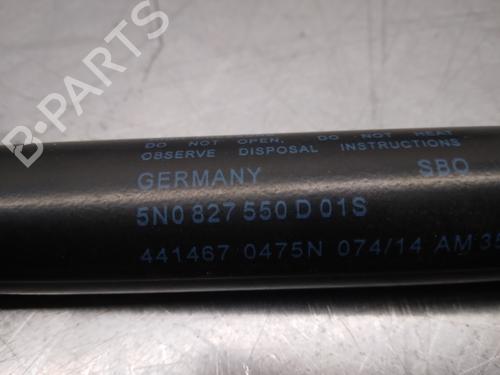 DO NOT OPEN. DO NOT HEAT
OBSERVE DISPOSAL INSTRUCTIONS
GERMANY SBO
5N0 827 550 D 01S
441467 0475N 074/14 AM 35
B-PARTS